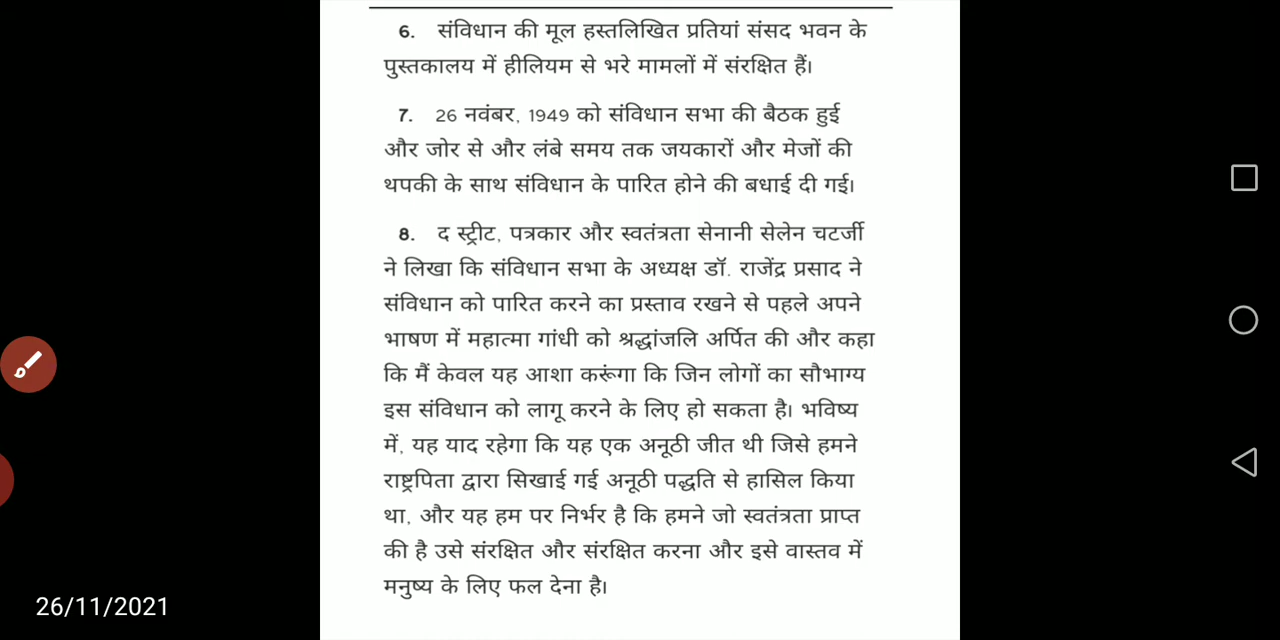 6. संविधान की मूल हस्तलिखित प्रतियां संसद भवन के
पुस्तकालय में हीलियम से भरे मामलों में संरक्षित हैं।
7. 26 नवंबर, 1949 को संविधान सभा की बैठक हुई
और जोर से और लंबे समय तक जयकारों और मेजों की
थपकी के साथ संविधान के पारित होने की बधाई दी गई।
8. द स्ट्रीट, पत्रकार और स्वतंत्रता सेनानी सेलेन चटर्जी
ने लिखा कि संविधान सभा के अध्यक्ष डॉ. राजेंद्र प्रसाद ने
संविधान को पारित करने का प्रस्ताव रखने से पहले अपने
भाषण में महात्मा गांधी को श्रद्धांजलि अर्पित की और कहा
कि मैं केवल यह आशा करूंगा कि जिन लोगों का सौभाग्य
इस संविधान को लागू करने के लिए हो सकता है। भविष्य
में, यह याद रहेगा कि यह एक अनूठी जीत थी जिसे हमने
राष्ट्रपिता द्वारा सिखाई गई अनूठी पद्धति से हासिल किया
था, और यह हम पर निर्भर है कि हमने जो स्वतंत्रता प्राप्त
की है उसे संरक्षित और संरक्षित करना और इसे वास्तव में
मनुष्य के लिए फल देना है।
26/11/2021